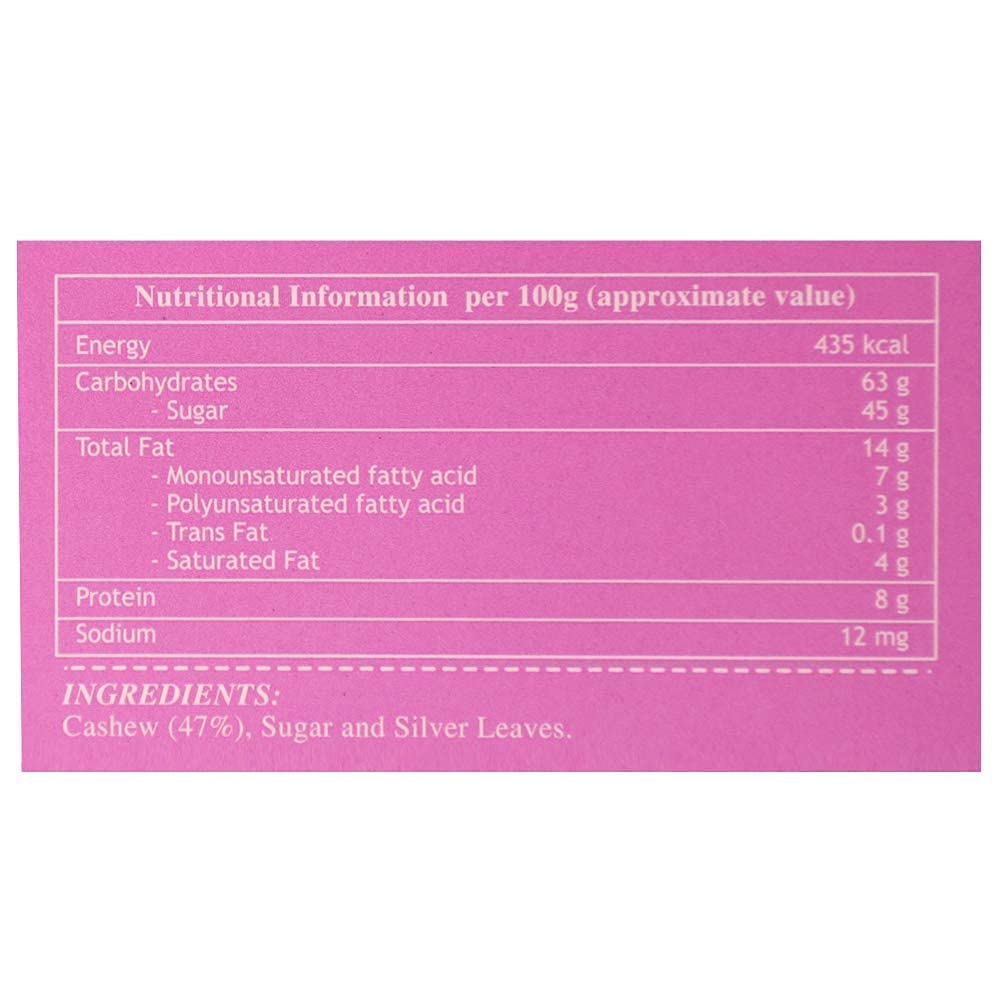 Nutritional Information per 100g (approximate value)
Energy 435 kcal
Carbohydrates 63 g
- Sugar 45 g
Total Fat 14 g
- Monounsaturated fatty acid 7 g
- Polyunsaturated fatty acid 3 g
- Trans Fat 0.1 g
- Saturated Fat 4 g
Protein 8 g
Sodium 12 mg
INGREDIENTS:
Cashew (47%), Sugar and Silver Leaves.